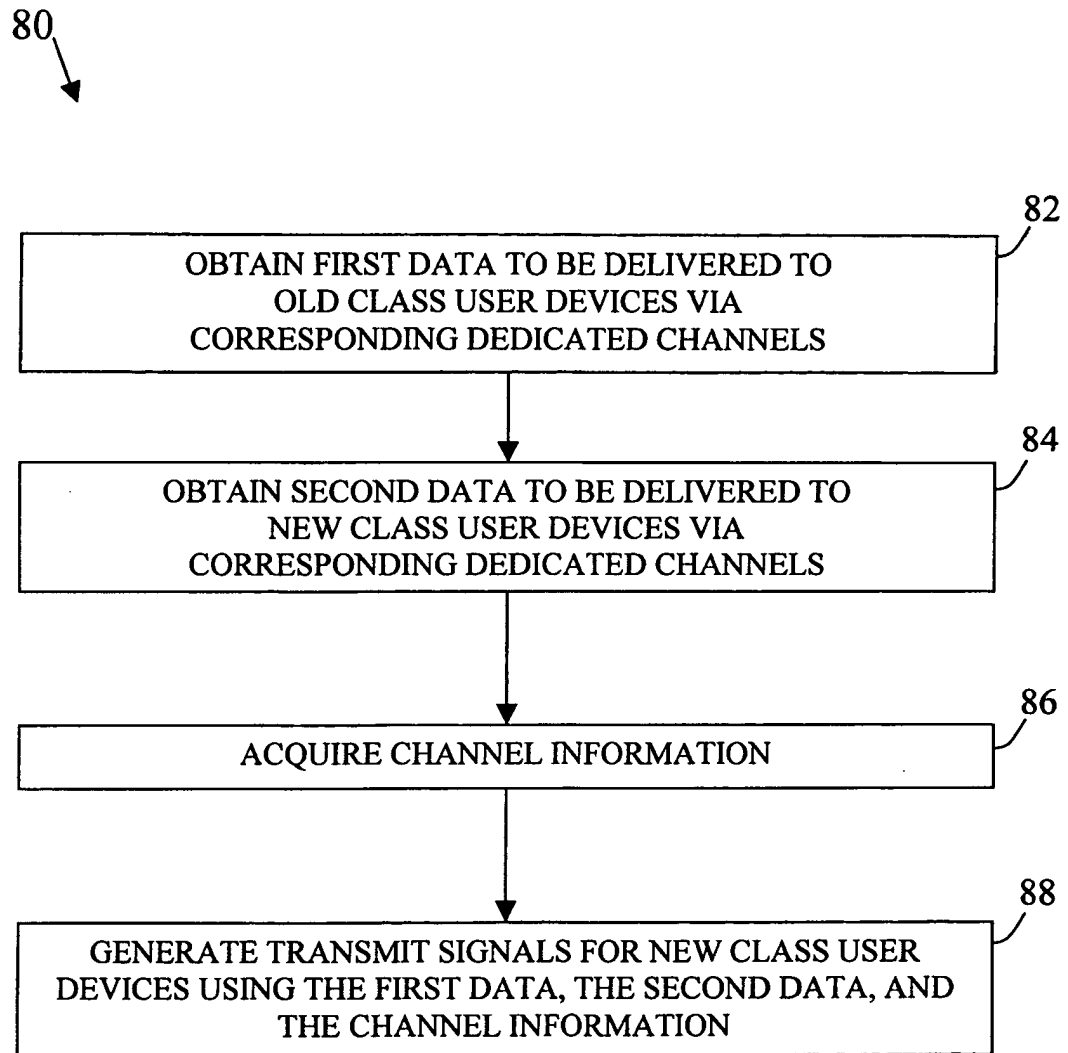 80
82
OBTAIN FIRST DATA TO BE DELIVERED TO
OLD CLASS USER DEVICES VIA
CORRESPONDING DEDICATED CHANNELS
84
OBTAIN SECOND DATA TO BE DELIVERED TO
NEW CLASS USER DEVICES VIA
CORRESPONDING DEDICATED CHANNELS
86
ACQUIRE CHANNEL INFORMATION
88
GENERATE TRANSMIT SIGNALS FOR NEW CLASS USER
DEVICES USING THE FIRST DATA, THE SECOND DATA, AND
THE CHANNEL INFORMATION